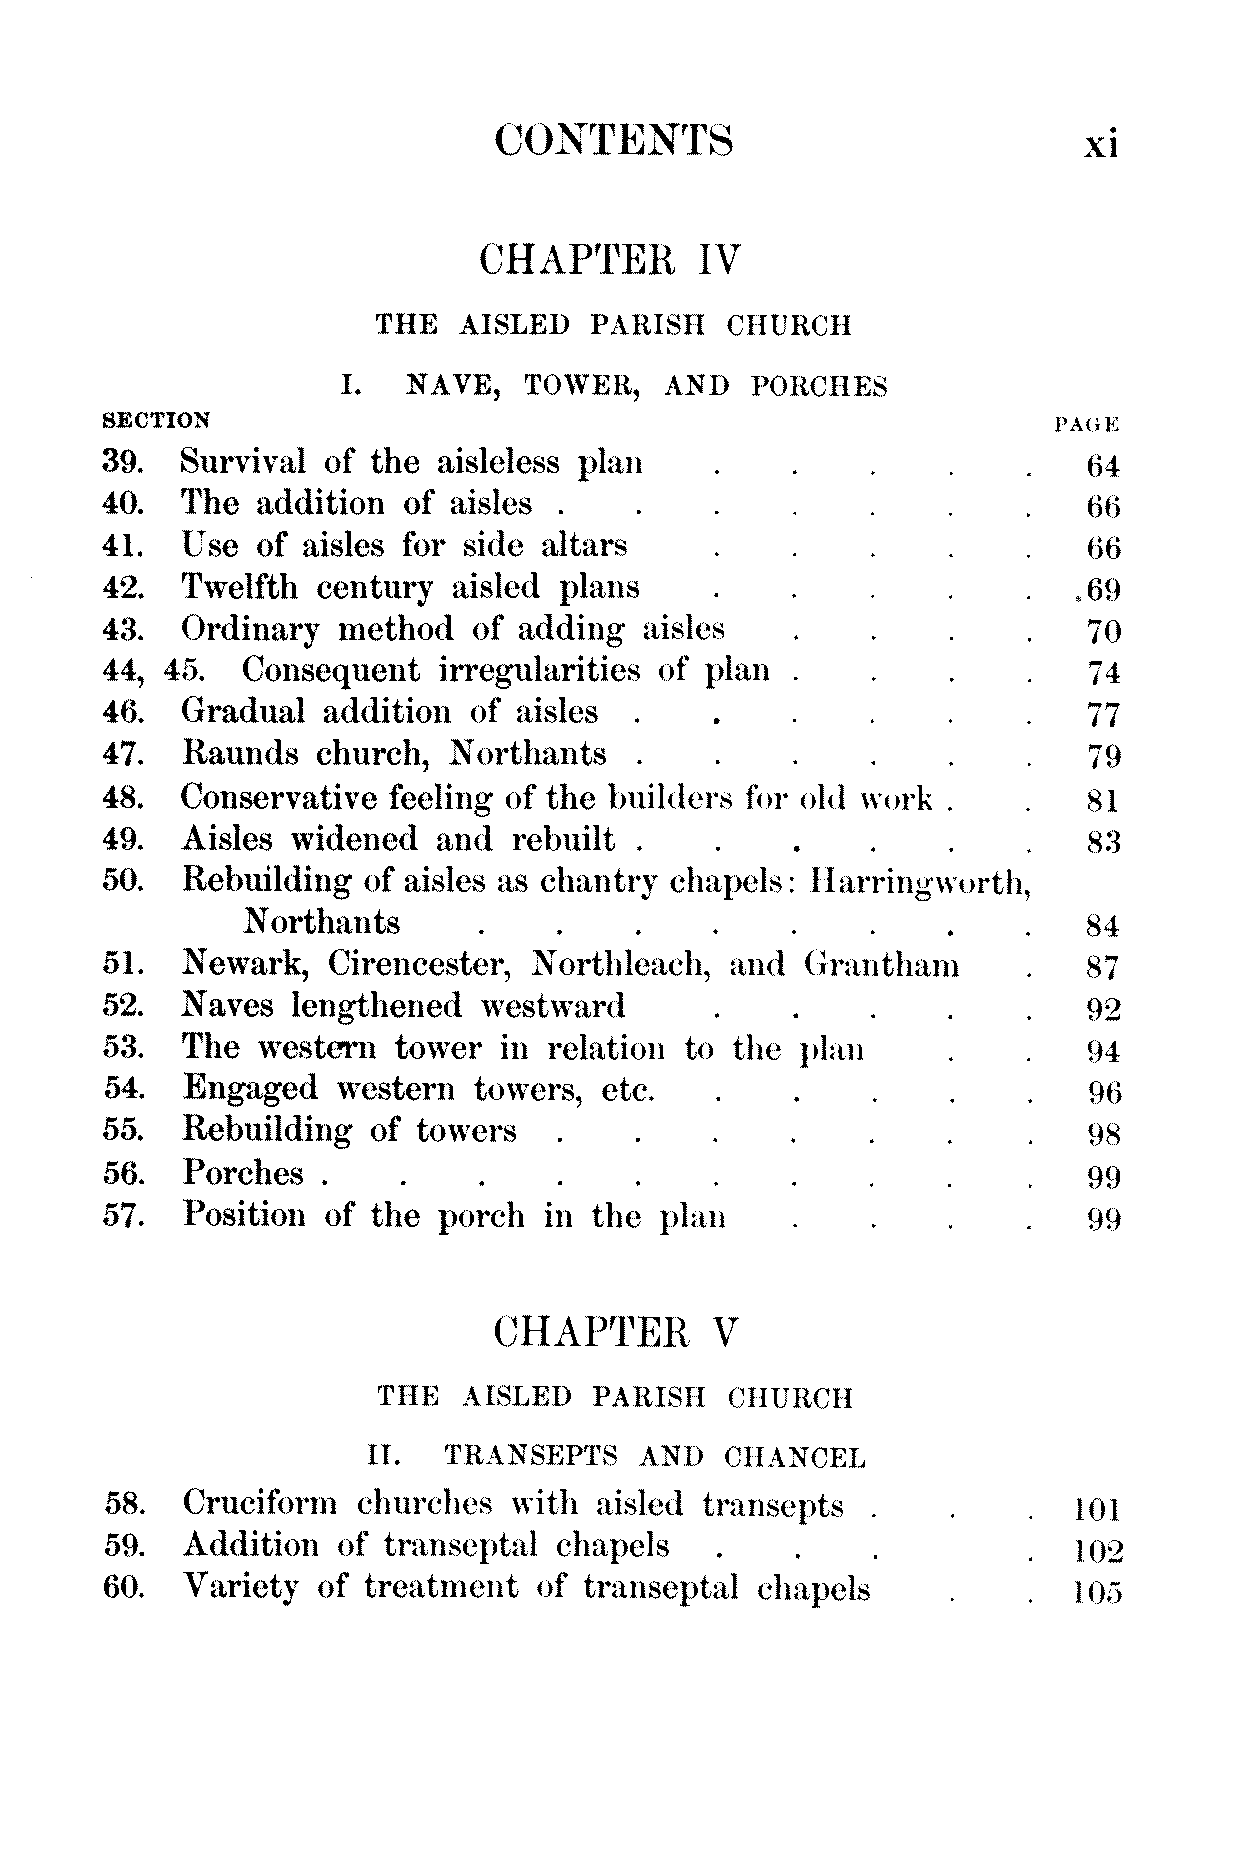 CONTENTS xi
CHAPTER IV
THE AISLED PARISH CHURCH
I. NAVE, TOWER, AND PORCHES
SECTION PAGE
39. Survival of the aisleless plan . . . . . 64
40. The addition of aisles . . . . . . . 66
41. Use of aisles for side altars . . . . . 66
42. Twelfth century aisled plans . . . . . 69
43. Ordinary method of adding aisles . . . . 70
44, 45. Consequent irregularities of plan . . . . 74
46. Gradual addition of aisles . . . . . . 77
47. Raunds church, Northants . . . . . . 79
48. Conservative feeling of the builders for old work . . 81
49. Aisles widened and rebuilt . . . . . . 83
50. Rebuilding of aisles as chantry chapels: Harringworth,
Northants . . . . . . . . 84
51. Newark, Cirencester, Northleach, and Grantham . 87
52. Naves lengthened westward . . . . . 92
53. The western tower in relation to the plan . . 94
54. Engaged western towers, etc. . . . . . 96
55. Rebuilding of towers . . . . . . . 98
56. Porches . . . . . . . . . . 99
57. Position of the porch in the plan . . . . 99
CHAPTER V
THE AISLED PARISH CHURCH
II. TRANSEPTS AND CHANCEL
58. Cruciform churches with aisled transepts . . . 101
59. Addition of transeptal chapels . . . . 102
60. Variety of treatment of transeptal chapels . . 105